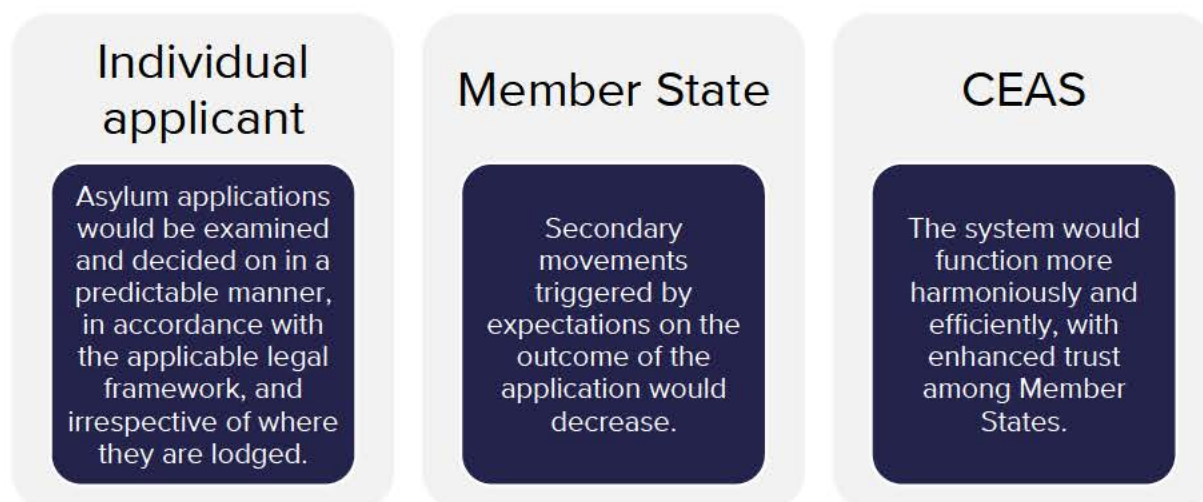 Individual
applicant
Asylum applications
would be examined
and decided on in a
predictable manner,
in accordance with
the applicable legal
framework, and
irrespective of where
they are lodged.
Member State
Secondary
movements
triggered by
expectations on the
outcome of the
application would
decrease.
CEAS
The system would
function more
harmoniously and
efficiently, with
enhanced trust
among Member
States.